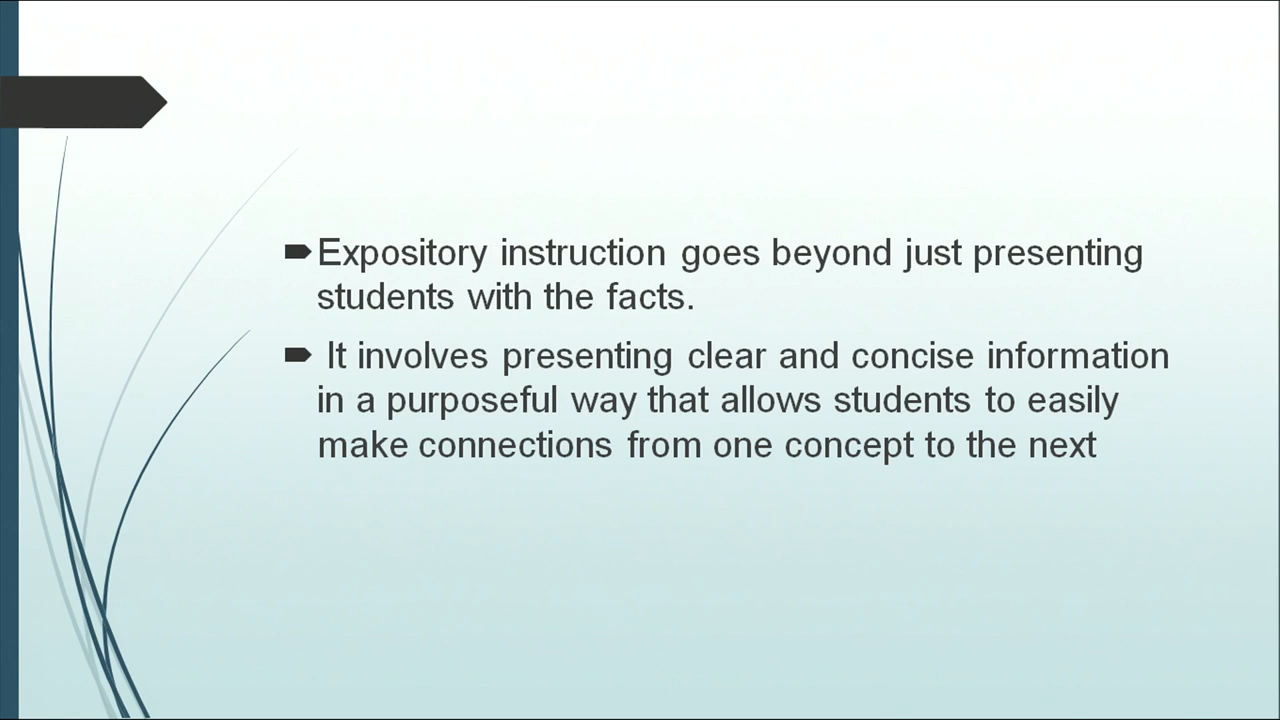 Expository instruction goes beyond just presenting
students with the facts.
It involves presenting clear and concise information
in a purposeful way that allows students to easily
make connections from one concept to the next